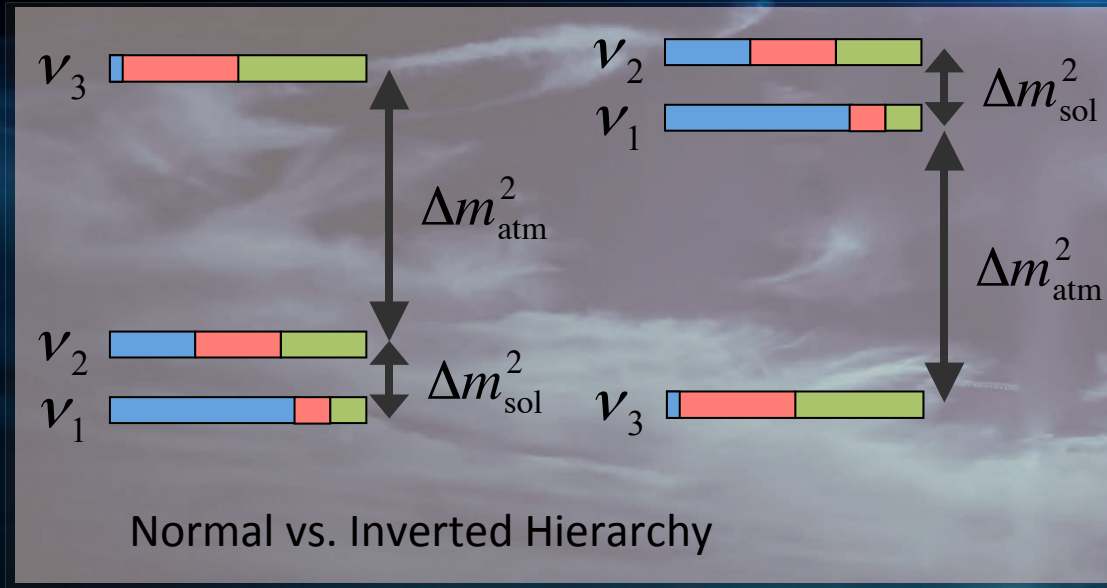 ν₃
Δm²atm
ν₂
Δm²sol
ν₁
ν₂
Δm²sol
ν₁
Δm²atm
ν₃
Normal vs. Inverted Hierarchy